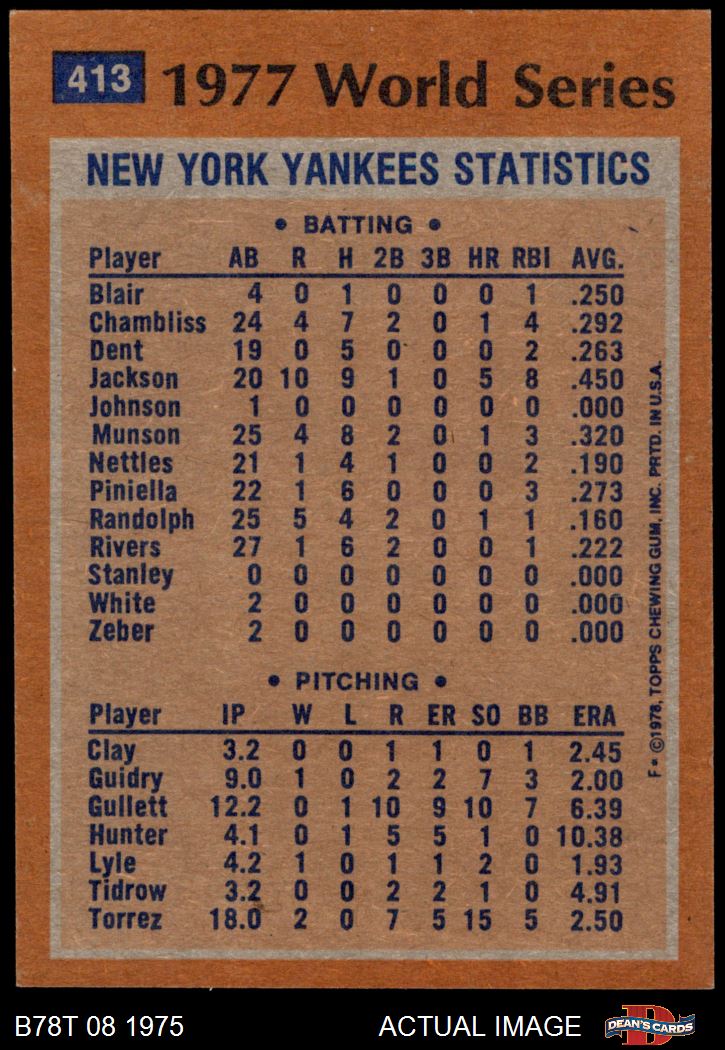 413 1977 World Series
NEW YORK YANKEES STATISTICS
• BATTING •
Player AB R H 2B 3B HR RBI AVG.
Blair 4 0 1 0 0 0 1 .250
Chambliss 24 4 7 2 0 1 4 .292
Dent 19 0 5 0 0 0 2 .263
Jackson 20 10 9 1 0 5 8 .450
Johnson 1 0 0 0 0 0 0 .000
Munson 25 4 8 2 0 1 3 .320
Nettles 21 1 4 1 0 0 2 .190
Piniella 22 1 6 0 0 0 3 .273
Randolph 25 5 4 2 0 1 1 .160
Rivers 27 1 6 2 0 0 1 .222
Stanley 0 0 0 0 0 0 0 .000
White 2 0 0 0 0 0 0 .000
Zeber 2 0 0 0 0 0 0 .000
• PITCHING •
Player IP W L R ER SO BB ERA
Clay 3.2 0 0 1 1 0 1 2.45
Guidry 9.0 1 0 2 2 7 3 2.00
Gullett 12.2 0 1 10 9 10 7 6.39
Hunter 4.1 0 1 5 5 1 0 10.38
Lyle 4.2 1 0 1 1 2 0 1.93
Tidrow 3.2 0 0 2 2 1 0 4.91
Torrez 18.0 2 0 7 5 15 5 2.50
F* ©1978, TOPPS CHEWING GUM, INC. PRTD. IN U.S.A.
B78T 08 1975 ACTUAL IMAGE
D
DEAN'S CARDS